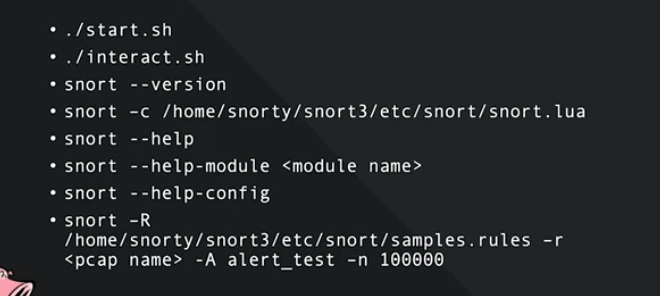 • ./start.sh
• ./interact.sh
• snort --version
• snort –c /home/snorty/snort3/etc/snort/snort.lua
• snort --help
• snort --help-module <module name>
• snort --help-config
• snort –R
/home/snorty/snort3/etc/snort/samples.rules –r
<pcap name> -A alert_test –n 100000